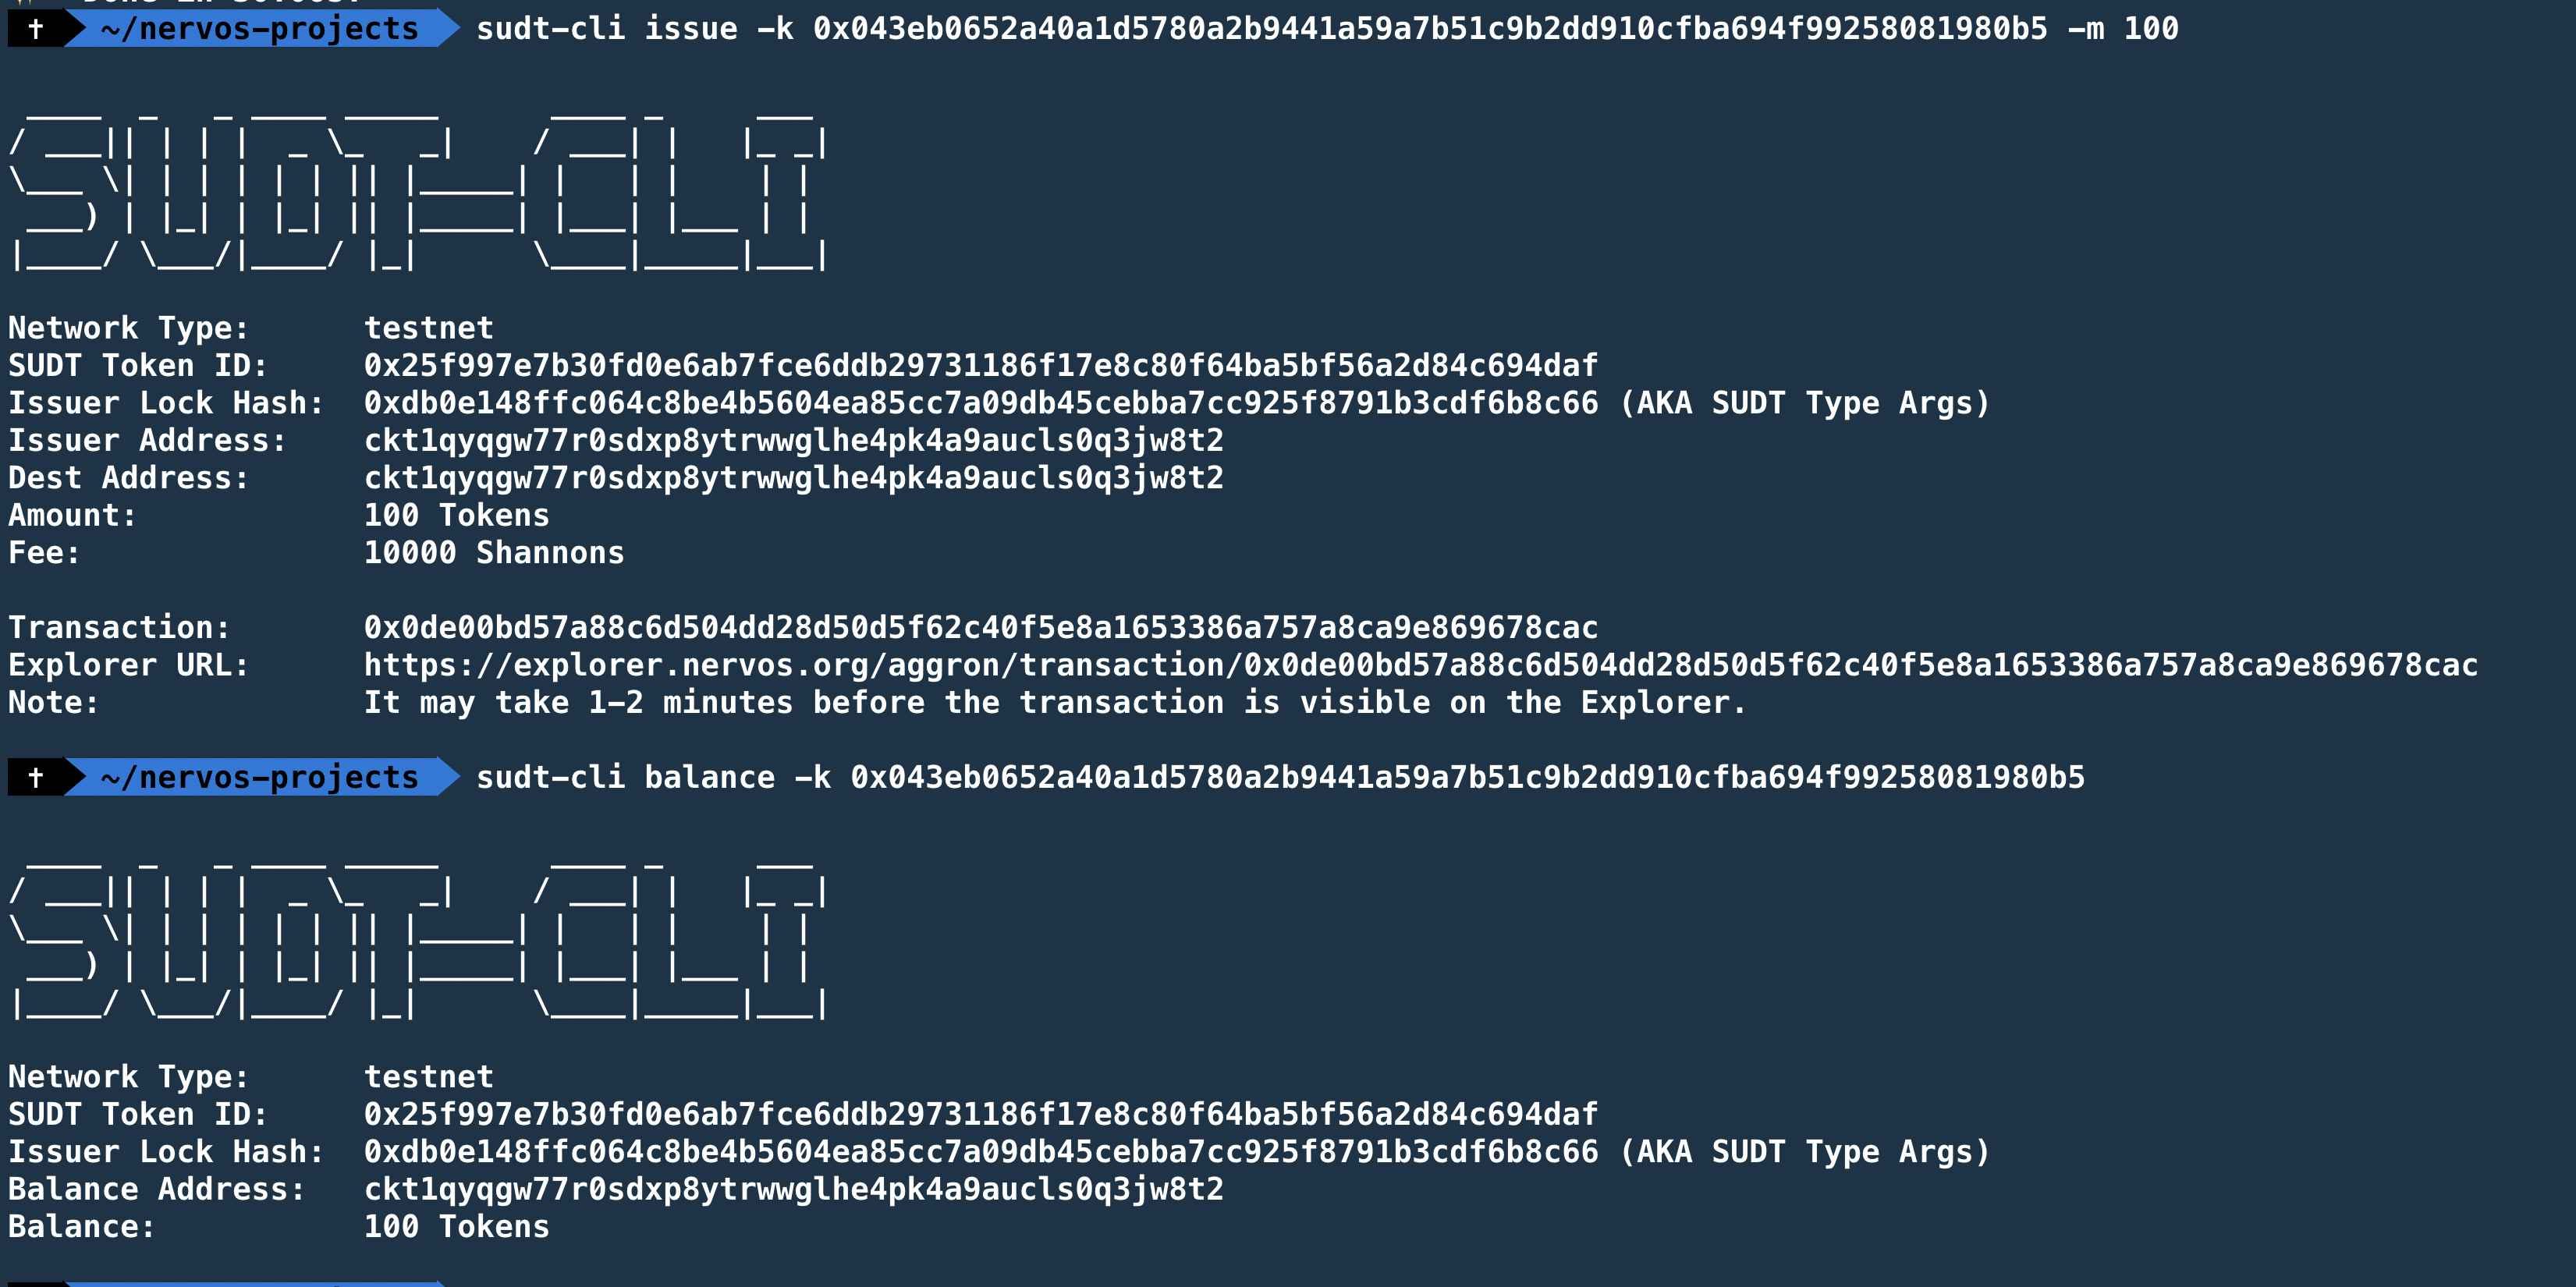 † ~/nervos-projects sudt-cli issue -k 0x043eb0652a40a1d5780a2b9441a59a7b51c9b2dd910cfba694f99258081980b5 -m 100
SUDT-CLI
Network Type: testnet
SUDT Token ID: 0x25f997e7b30fd0e6ab7fce6ddb29731186f17e8c80f64ba5bf56a2d84c694daf
Issuer Lock Hash: 0xdb0e148ffc064c8be4b5604ea85cc7a09db45cebba7cc925f8791b3cdf6b8c66 (AKA SUDT Type Args)
Issuer Address: ckt1qyqgw77r0sdxp8ytrwwglhe4pk4a9aucls0q3jw8t2
Dest Address: ckt1qyqgw77r0sdxp8ytrwwglhe4pk4a9aucls0q3jw8t2
Amount: 100 Tokens
Fee: 10000 Shannons
Transaction: 0x0de00bd57a88c6d504dd28d50d5f62c40f5e8a1653386a757a8ca9e869678cac
Explorer URL: https://explorer.nervos.org/aggron/transaction/0x0de00bd57a88c6d504dd28d50d5f62c40f5e8a1653386a757a8ca9e869678cac
Note: It may take 1-2 minutes before the transaction is visible on the Explorer.
† ~/nervos-projects sudt-cli balance -k 0x043eb0652a40a1d5780a2b9441a59a7b51c9b2dd910cfba694f99258081980b5
SUDT-CLI
Network Type: testnet
SUDT Token ID: 0x25f997e7b30fd0e6ab7fce6ddb29731186f17e8c80f64ba5bf56a2d84c694daf
Issuer Lock Hash: 0xdb0e148ffc064c8be4b5604ea85cc7a09db45cebba7cc925f8791b3cdf6b8c66 (AKA SUDT Type Args)
Balance Address: ckt1qyqgw77r0sdxp8ytrwwglhe4pk4a9aucls0q3jw8t2
Balance: 100 Tokens